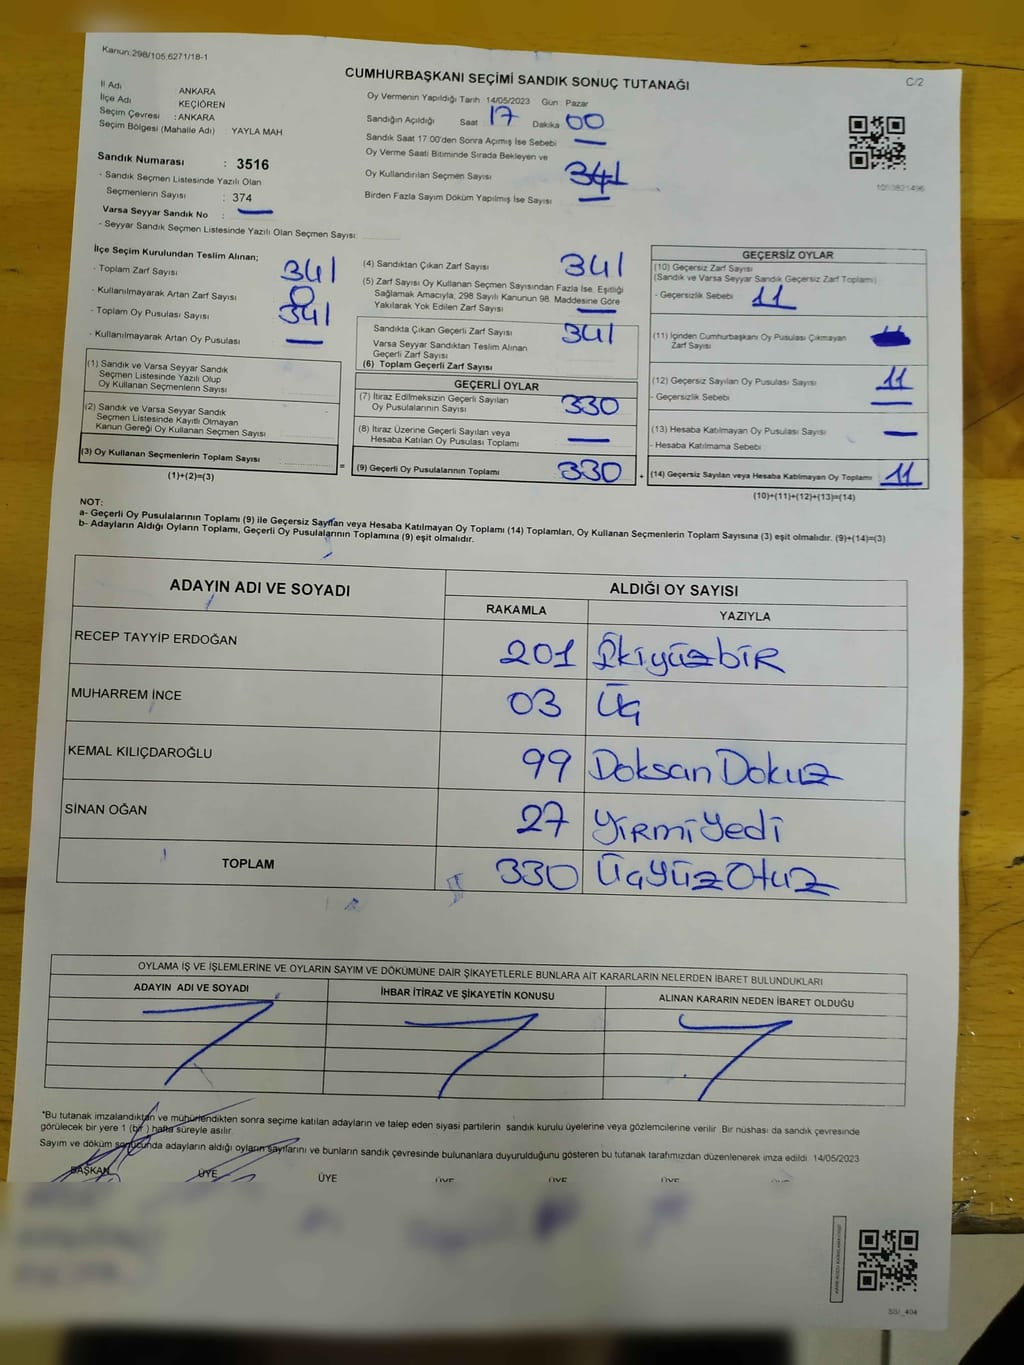 Kanun:298/105;6271/18-1
CUMHURBAŞKANI SEÇİMİ SANDIK SONUÇ TUTANAĞI
C/2
İl Adı ANKARA
İlçe Adı KEÇİÖREN
Seçim Çevresi : ANKARA
Seçim Bölgesi (Mahalle Adı) : YAYLA MAH
Sandık Numarası : 3516
- Sandık Seçmen Listesinde Yazılı Olan
Seçmenlerin Sayısı : 374
Varsa Seyyar Sandık No : —
- Seyyar Sandık Seçmen Listesinde Yazılı Olan Seçmen Sayısı:
Oy Vermenin Yapıldığı Tarih 14/05/2023 Gün Pazar
Sandığın Açıldığı Saat 17 Dakika 00
Sandık Saat 17:00'den Sonra Açımış İse Sebebi —
Oy Verme Saati Bitiminde Sırada Bekleyen ve
Oy Kullandırılan Seçmen Sayısı 341
Birden Fazla Sayım Döküm Yapılmış İse Sayısı —
1053821496
İlçe Seçim Kurulundan Teslim Alınan;
- Toplam Zarf Sayısı 341
- Kullanılmayarak Artan Zarf Sayısı 0
- Toplam Oy Pusulası Sayısı 341
- Kullanılmayarak Artan Oy Pusulası —
(1) Sandık ve Varsa Seyyar Sandık
Seçmen Listesinde Yazılı Olup
Oy Kullanan Seçmenlerin Sayısı
(2) Sandık ve Varsa Seyyar Sandık
Seçmen Listesinde Kayıtlı Olmayan
Kanun Gereği Oy Kullanan Seçmen Sayısı
(3) Oy Kullanan Seçmenlerin Toplam Sayısı
(1)+(2)=(3)
(4) Sandıktan Çıkan Zarf Sayısı 341
(5) Zarf Sayısı Oy Kullanan Seçmen Sayısından Fazla İse, Eşitliği
Sağlamak Amacıyla; 298 Sayılı Kanunun 98. Maddesine Göre
Yakılarak Yok Edilen Zarf Sayısı —
Sandıkta Çıkan Geçerli Zarf Sayısı 341
Varsa Seyyar Sandıktan Teslim Alınan
Geçerli Zarf Sayısı
(6) Toplam Geçerli Zarf Sayısı
GEÇERLİ OYLAR
(7) İtiraz Edilmeksizin Geçerli Sayılan
Oy Pusulalarının Sayısı 330
(8) İtiraz Üzerine Geçerli Sayılan veya
Hesaba Katılan Oy Pusulası Toplamı —
= (9) Geçerli Oy Pusulalarının Toplamı 330 +
GEÇERSİZ OYLAR
(10) Geçersiz Zarf Sayısı
(Sandık ve Varsa Seyyar Sandık Geçersiz Zarf Toplamı)
- Geçersizlik Sebebi 11
(11) İçinden Cumhurbaşkanı Oy Pusulası Çıkmayan
Zarf Sayısı
(12) Geçersiz Sayılan Oy Pusulası Sayısı 11
- Geçersizlik Sebebi —
(13) Hesaba Katılmayan Oy Pusulası Sayısı —
- Hesaba Katılmama Sebebi
(14) Geçersiz Sayılan veya Hesaba Katılmayan Oy Toplamı 11
(10)+(11)+(12)+(13)=(14)
NOT:
a- Geçerli Oy Pusulalarının Toplamı (9) ile Geçersiz Sayılan veya Hesaba Katılmayan Oy Toplamı (14) Toplamları, Oy Kullanan Seçmenlerin Toplam Sayısına (3) eşit olmalıdır. (9)+(14)=(3)
b- Adayların Aldığı Oyların Toplamı, Geçerli Oy Pusulalarının Toplamına (9) eşit olmalıdır.
ADAYIN ADI VE SOYADI ALDIĞI OY SAYISI
RAKAMLA YAZIYLA
RECEP TAYYİP ERDOĞAN 201 İkiyüzbİR
MUHARREM İNCE 03 Üç
KEMAL KILIÇDAROĞLU 99 Doksan Dokuz
SİNAN OĞAN 27 YİRMİ Yedİ
TOPLAM 330 ÜçYüz Otuz
OYLAMA İŞ VE İŞLEMLERİNE VE OYLARIN SAYIM VE DÖKÜMÜNE DAİR ŞİKAYETLERLE BUNLARA AİT KARARLARIN NELERDEN İBARET BULUNDUKLARI
ADAYIN ADI VE SOYADI İHBAR İTİRAZ VE ŞİKAYETİN KONUSU ALINAN KARARIN NEDEN İBARET OLDUĞU
*Bu tutanak imzalandıktan ve mühürlendikten sonra seçime katılan adayların ve talep eden siyasi partilerin sandık kurulu üyelerine veya gözlemcilerine verilir. Bir nüshası da sandık çevresinde
görülecek bir yere 1 (bir) hafta süreyle asılır.
Sayım ve döküm sonucunda adayların aldığı oyların sayılarını ve bunların sandık çevresinde bulunanlara duyurulduğunu gösteren bu tutanak tarafımızdan düzenlenerek imza edildi. 14/05/2023
BAŞKAN ÜYE ÜYE ÜYE ÜYE ÜYE